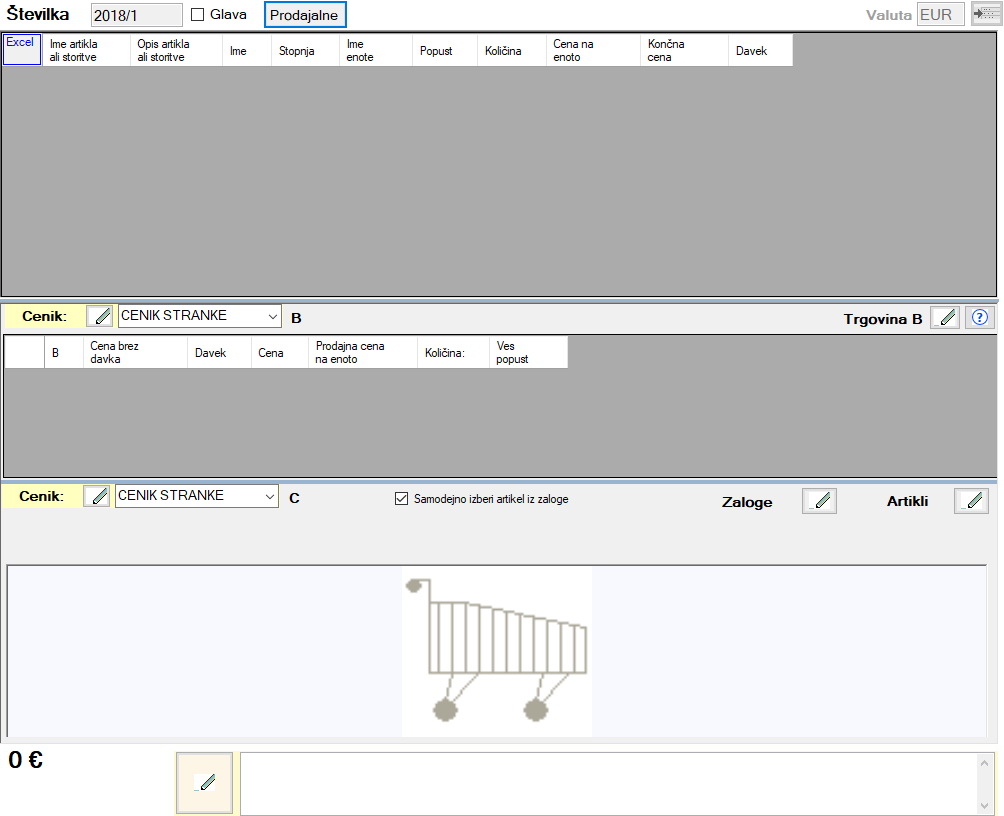 Številka 2018/1 Glava Prodajalne Valuta EUR
Excel Ime artikla ali storitve Opis artikla ali storitve Ime Stopnja Ime enote Popust Količina Cena na enoto Končna cena Davek
Cenik: CENIK STRANKE B Trgovina B ?
B Cena brez davka Davek Cena Prodajna cena na enoto Količina: Ves popust
Cenik: CENIK STRANKE C Samodejno izberi artikel iz zaloge Zaloge Artikli
0 €